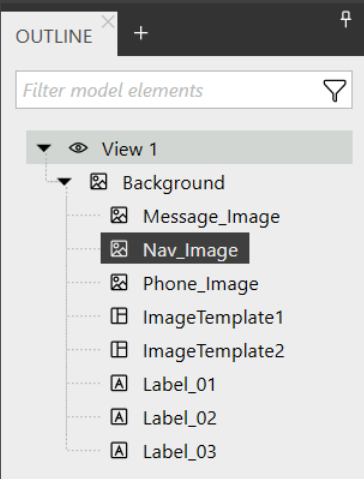 OUTLINE
Filter model elements
View 1
Background
Message_Image
Nav_Image
Phone_Image
ImageTemplate1
ImageTemplate2
Label_01
Label_02
Label_03